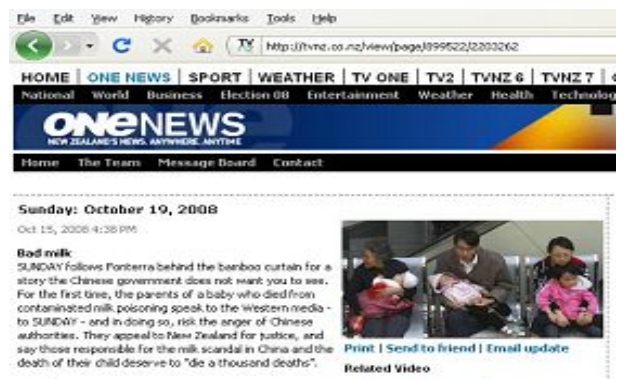 File Edit View History Bookmarks Tools Help
http://tvnz.co.nz/view/page/899522/2203262
HOME | ONE NEWS | SPORT | WEATHER | TV ONE | TV2 | TVNZ 6 | TVNZ 7 |
National World Business Election 08 Entertainment Weather Health Technolog
ONE NEWS
NEW ZEALAND'S NEWS. ANYWHERE. ANYTIME
Home The Team Message Board Contact
Sunday: October 19, 2008
Oct 15, 2008 4:38 PM
Bad milk
SUNDAY follows Fonterra behind the bamboo curtain for a
story the Chinese government does not want you to see.
For the first time, the parents of a baby who died from
contaminated milk poisoning speak to the Western media -
to SUNDAY - and in doing so, risk the anger of Chinese
authorities. They appeal to New Zealand for justice, and
say those responsible for the milk scandal in China and the
death of their child deserve to "die a thousand deaths".
Print | Send to friend | Email update
Related Video